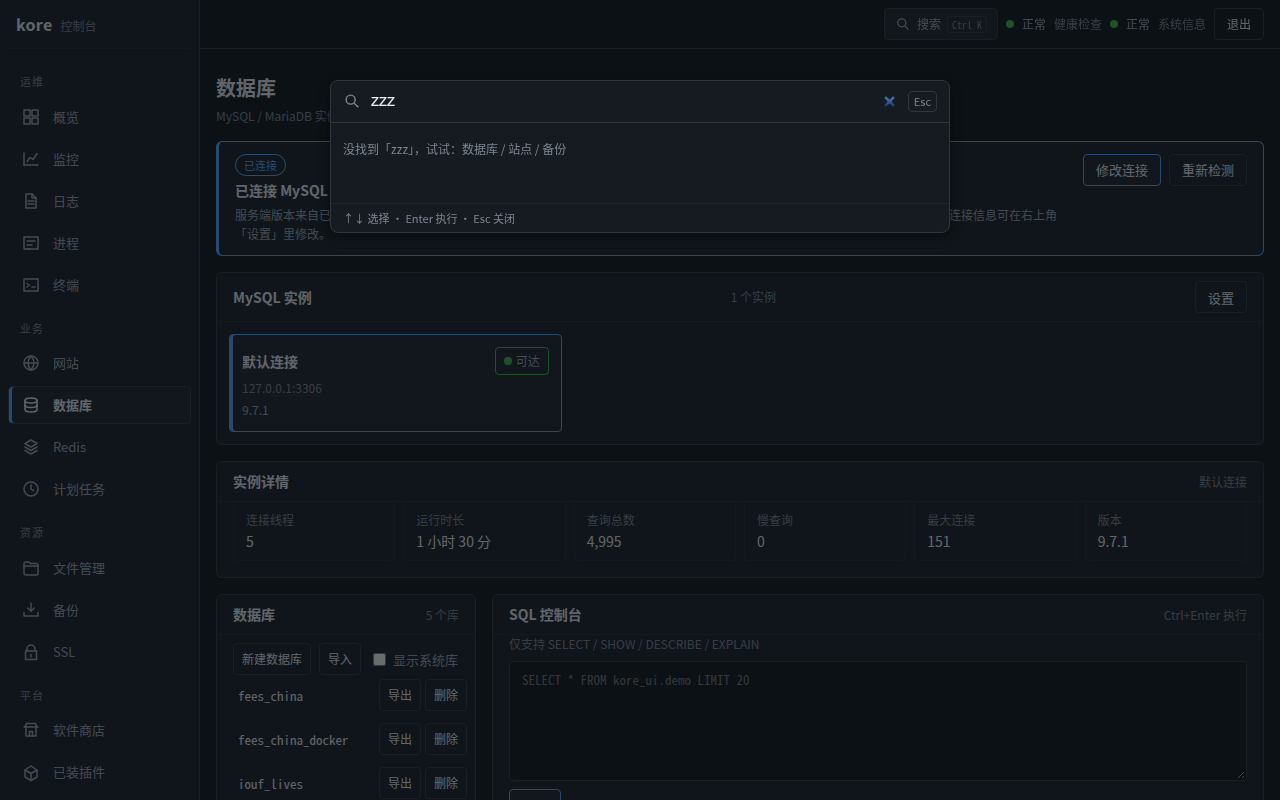 kore 控制台
搜索 Ctrl K 正常 健康检查 正常 系统信息 退出
运维
概览
监控
日志
进程
终端
业务
网站
数据库
Redis
计划任务
资源
文件管理
备份
SSL
平台
软件商店
已装插件
数据库
MySQL / MariaDB
zzz
Esc
没找到「zzz」，试试：数据库 / 站点 / 备份
↑↓ 选择 · Enter 执行 · Esc 关闭
已连接
已连接 MySQL
修改连接 重新检测
服务端版本来自已
连接信息可在右上角
「设置」里修改。
MySQL 实例 1 个实例 设置
默认连接 可达
127.0.0.1:3306
9.7.1
实例详情 默认连接
连接线程 运行时长 查询总数 慢查询 最大连接 版本
5 1 小时 30 分 4,995 0 151 9.7.1
数据库 5 个库
新建数据库 导入 显示系统库
fees_china 导出 删除
fees_china_docker 导出 删除
iouf_lives 导出 删除
SQL 控制台 Ctrl+Enter 执行
仅支持 SELECT / SHOW / DESCRIBE / EXPLAIN
SELECT * FROM kore_ui.demo LIMIT 20